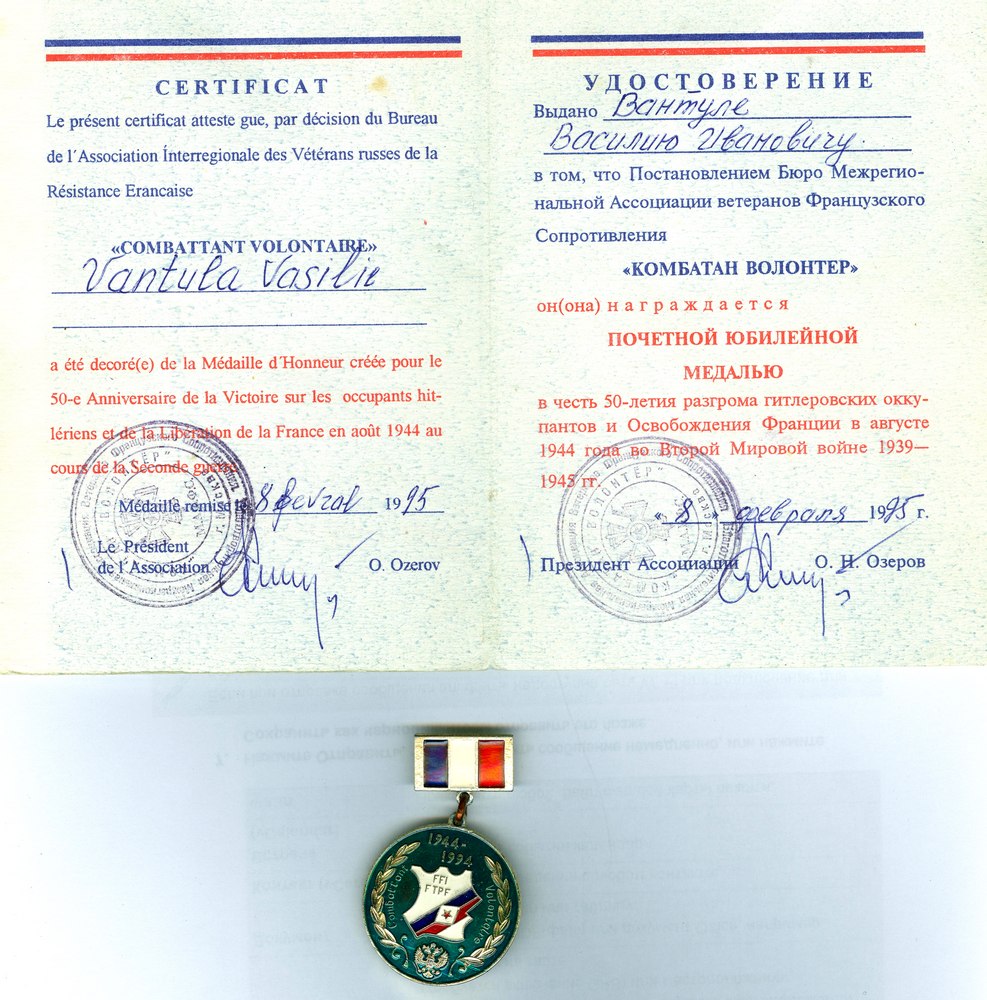 CERTIFICAT
Le présent certificat atteste gue, par décision du Bureau
de l´Association Ínterregionale des Vétérans russes de la
Résistance Erancaise
«COMBATTANT VOLONTAIRE»
Vantula Vasilie
a été decoré(e) de la Médaille d´Honneur créée pour le
50-e Anniversaire de la Victoire sur les occupants hit-
lériens et de la Liberation de la France en août 1944 au
cours de la Seconde guerre
Médaille remise le 8 fevral 1995
Le Président
de l´Association O. Ozerov
УДОСТОВЕРЕНИЕ
Выдано Вантуле
Василию Ивановичу.
в том, что Постановлением Бюро Межрегио-
нальной Ассоциации ветеранов Французского
Сопротивления
«КОМБАТАН ВОЛОНТЕР»
он(она) награждается
ПОЧЕТНОЙ ЮБИЛЕЙНОЙ
МЕДАЛЬЮ
в честь 50-летия разгрома гитлеровских окку-
пантов и Освобождения Франции в августе
1944 года во Второй Мировой войне 1939—
1945 гг.
«8» февраля 1995 г.
Президент Ассоциации О. Н. Озеров
1944-
1994
FFI
FTPF
Combattant Volontaire